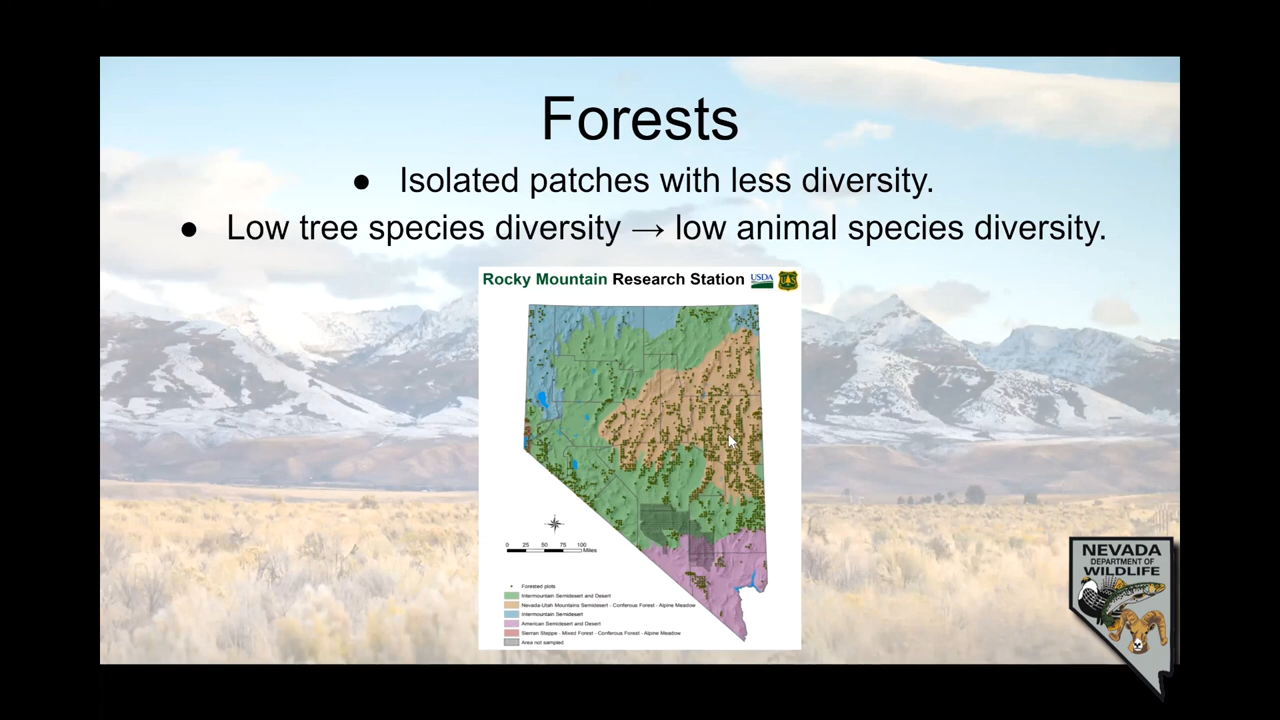 Forests
● Isolated patches with less diversity.
● Low tree species diversity → low animal species diversity.
Rocky Mountain Research Station USDA
0 25 50 75 100
Miles
Forested plots
Intermountain Semidesert and Desert
Nevada-Utah Mountains Semidesert - Coniferous Forest - Alpine Meadow
Intermountain Semidesert
American Semidesert and Desert
Sierran Steppe - Mixed Forest - Coniferous Forest - Alpine Meadow
Area not sampled
NEVADA
DEPARTMENT OF
WILDLIFE